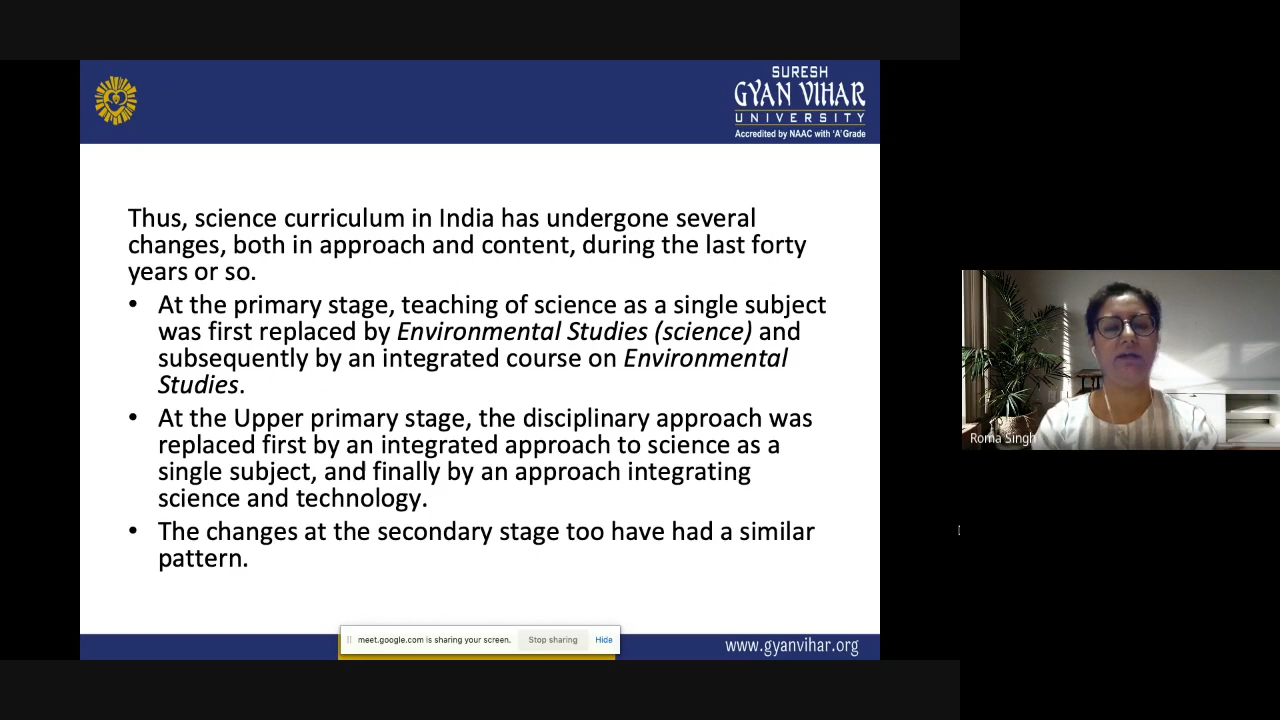 SURESH
GYAN VIHAR
UNIVERSITY
Accredited by NAAC with 'A' Grade
Thus, science curriculum in India has undergone several
changes, both in approach and content, during the last forty
years or so.
• At the primary stage, teaching of science as a single subject
was first replaced by Environmental Studies (science) and
subsequently by an integrated course on Environmental
Studies.
• At the Upper primary stage, the disciplinary approach was
replaced first by an integrated approach to science as a
single subject, and finally by an approach integrating
science and technology.
• The changes at the secondary stage too have had a similar
pattern.
Roma Singh
meet.google.com is sharing your screen. Stop sharing Hide
www.gyanvihar.org